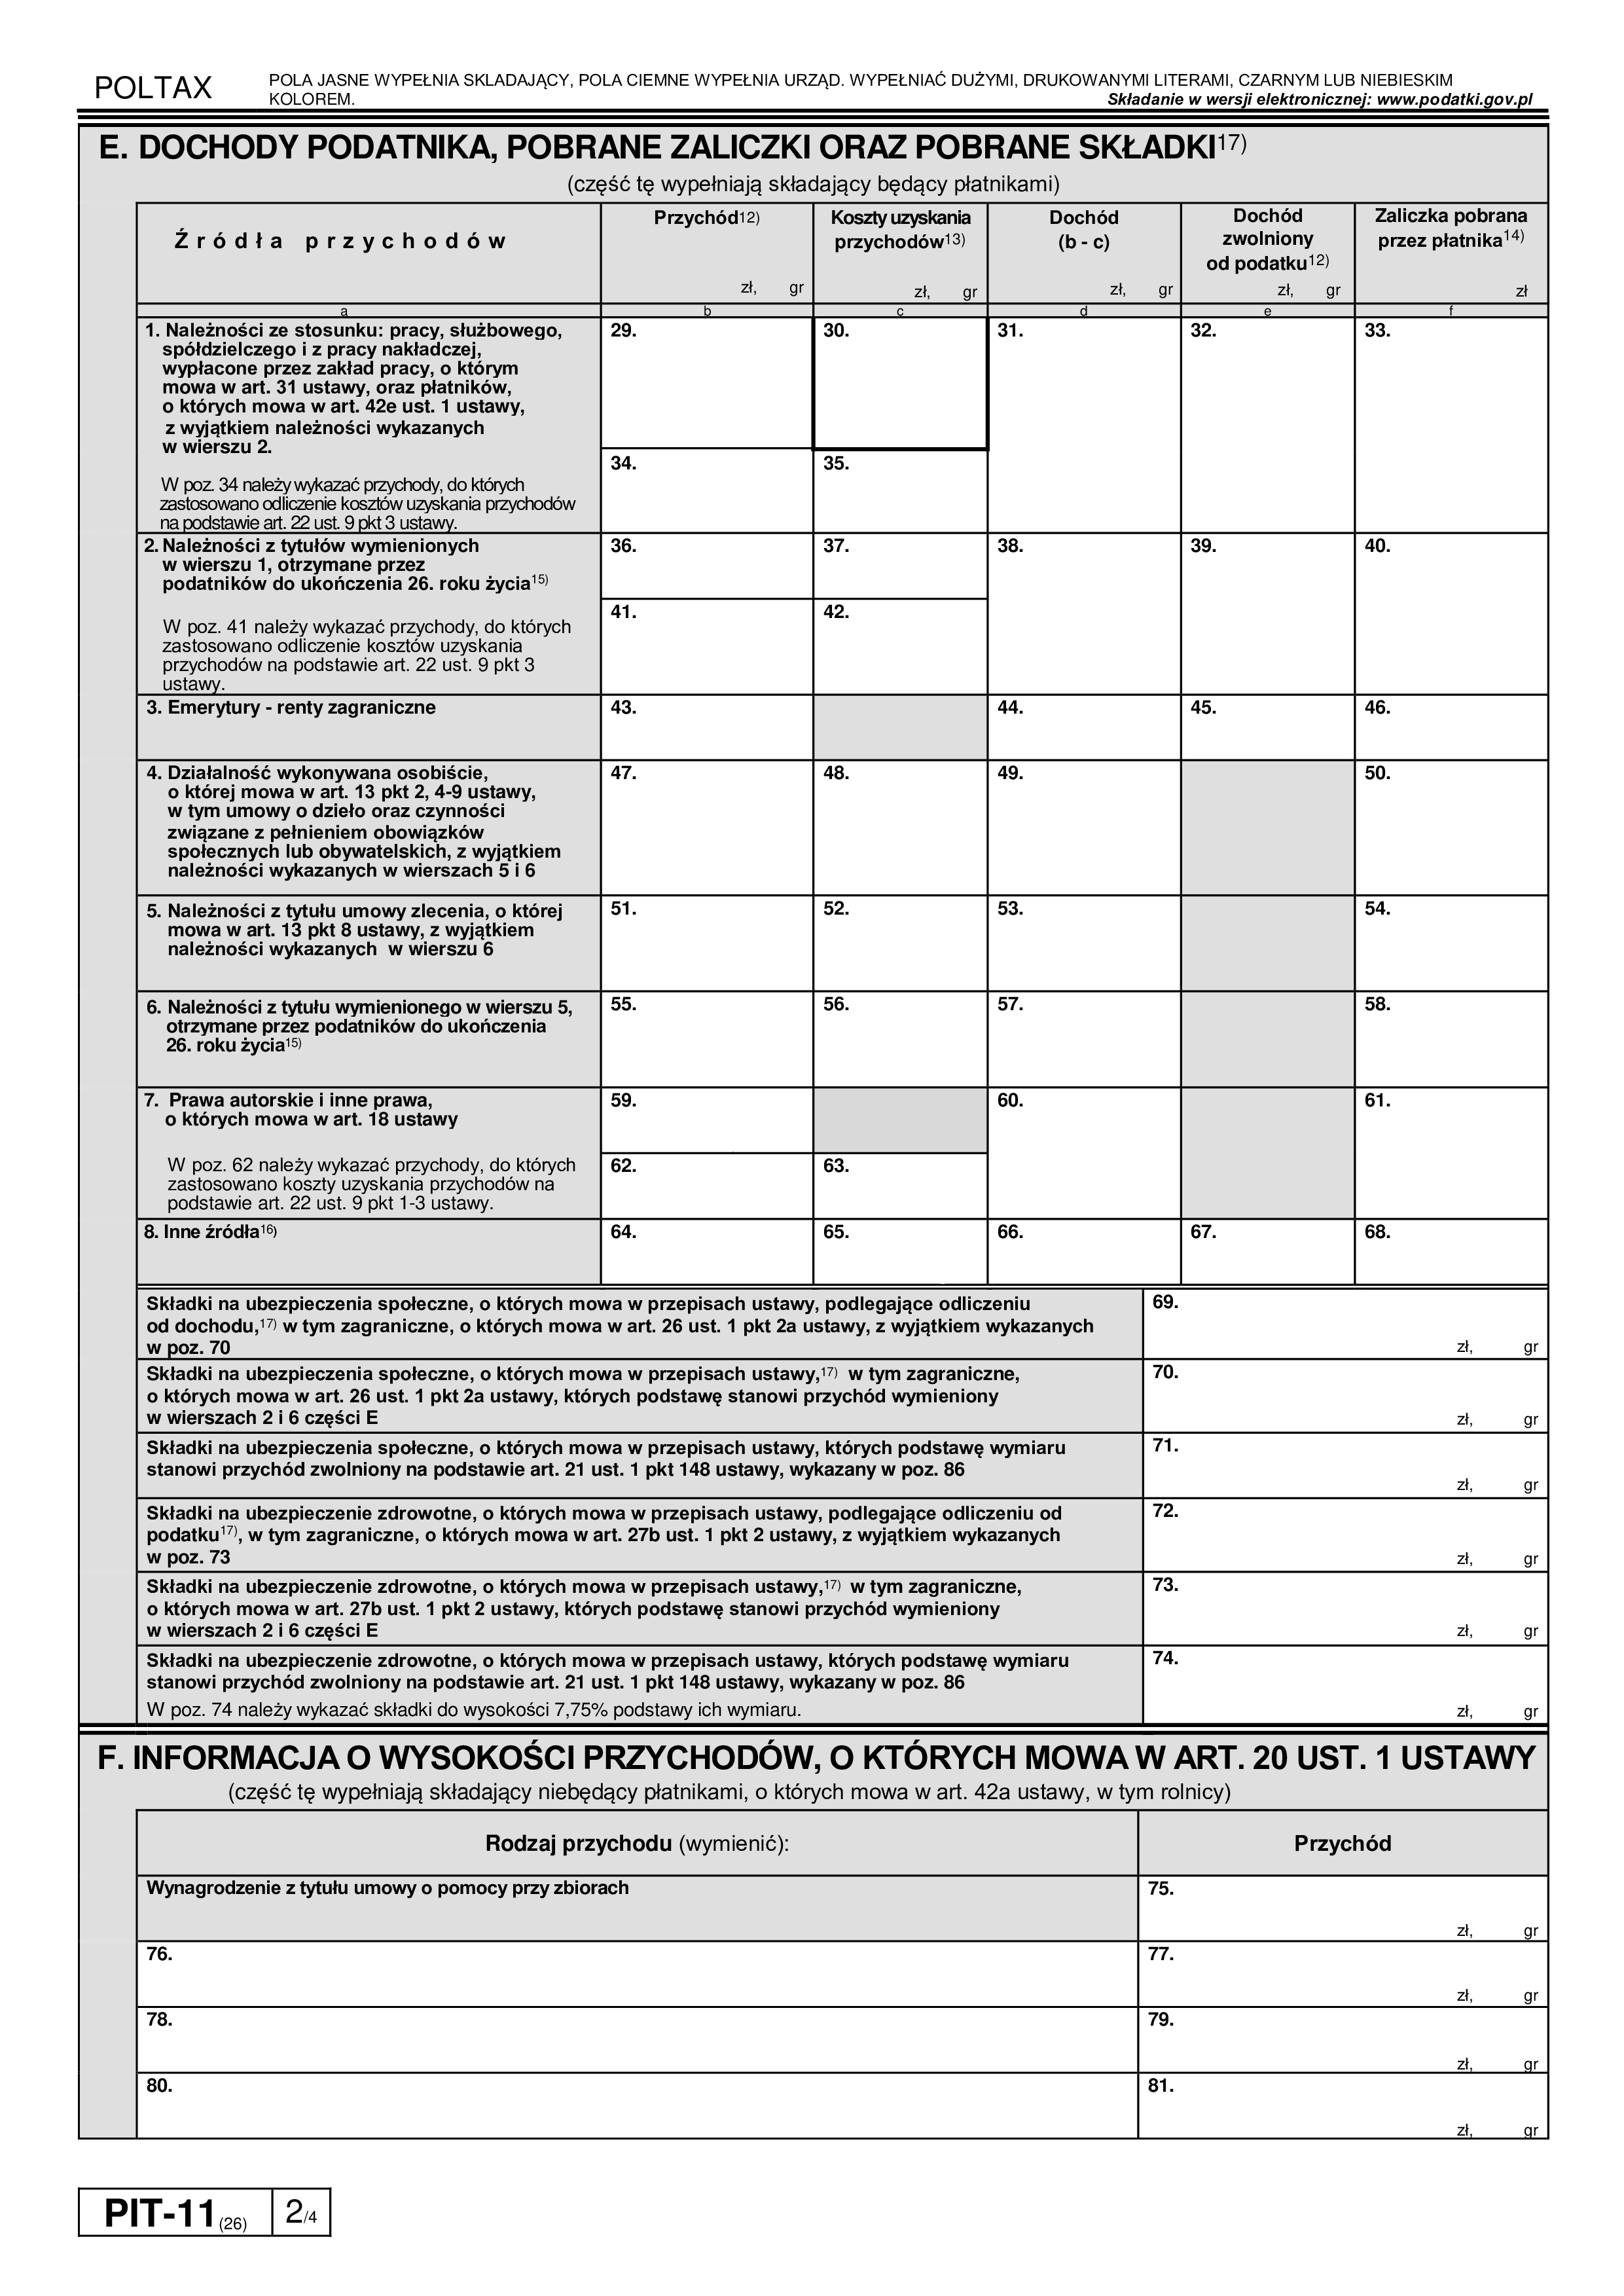 POLTAX
POLA JASNE WYPEŁNIA SKLADAJĄCY, POLA CIEMNE WYPEŁNIA URZĄD. WYPEŁNIAĆ DUŻYMI, DRUKOWANYMI LITERAMI, CZARNYM LUB NIEBIESKIM
KOLOREM.
Składanie w wersji elektronicznej: www.podatki.gov.pl
E. DOCHODY PODATNIKA, POBRANE ZALICZKI ORAZ POBRANE SKŁADKI17)
(część tę wypełniają składający będący płatnikami)
Źródła przychodów
Przychód12)
zł, gr
Koszty uzyskania
przychodów13)
zł, gr
Dochód
(b - c)
zł, gr
Dochód
zwolniony
od podatku12)
zł, gr
Zaliczka pobrana
przez płatnika14)
zł
a b c d e f
1. Należności ze stosunku: pracy, służbowego,
spółdzielczego i z pracy nakładczej,
wypłacone przez zakład pracy, o którym
mowa w art. 31 ustawy, oraz płatników,
o których mowa w art. 42e ust. 1 ustawy,
z wyjątkiem należności wykazanych
w wierszu 2.
W poz. 34 należy wykazać przychody, do których
zastosowano odliczenie kosztów uzyskania przychodów
na podstawie art. 22 ust. 9 pkt 3 ustawy.
29. 30. 31. 32. 33.
34. 35.
2. Należności z tytułów wymienionych
w wierszu 1, otrzymane przez
podatników do ukończenia 26. roku życia15)
W poz. 41 należy wykazać przychody, do których
zastosowano odliczenie kosztów uzyskania
przychodów na podstawie art. 22 ust. 9 pkt 3
ustawy.
36. 37. 38. 39. 40.
41. 42.
3. Emerytury - renty zagraniczne
43. 44. 45. 46.
4. Działalność wykonywana osobiście,
o której mowa w art. 13 pkt 2, 4-9 ustawy,
w tym umowy o dzieło oraz czynności
związane z pełnieniem obowiązków
społecznych lub obywatelskich, z wyjątkiem
należności wykazanych w wierszach 5 i 6
47. 48. 49. 50.
5. Należności z tytułu umowy zlecenia, o której
mowa w art. 13 pkt 8 ustawy, z wyjątkiem
należności wykazanych w wierszu 6
51. 52. 53. 54.
6. Należności z tytułu wymienionego w wierszu 5,
otrzymane przez podatników do ukończenia
26. roku życia15)
55. 56. 57. 58.
7. Prawa autorskie i inne prawa,
o których mowa w art. 18 ustawy
W poz. 62 należy wykazać przychody, do których
zastosowano koszty uzyskania przychodów na
podstawie art. 22 ust. 9 pkt 1-3 ustawy.
59. 60. 61.
62. 63.
8. Inne źródła16)
64. 65. 66. 67. 68.
Składki na ubezpieczenia społeczne, o których mowa w przepisach ustawy, podlegające odliczeniu
od dochodu,17) w tym zagraniczne, o których mowa w art. 26 ust. 1 pkt 2a ustawy, z wyjątkiem wykazanych
w poz. 70
69.
zł, gr
Składki na ubezpieczenia społeczne, o których mowa w przepisach ustawy,17) w tym zagraniczne,
o których mowa w art. 26 ust. 1 pkt 2a ustawy, których podstawę stanowi przychód wymieniony
w wierszach 2 i 6 części E
70.
zł, gr
Składki na ubezpieczenia społeczne, o których mowa w przepisach ustawy, których podstawę wymiaru
stanowi przychód zwolniony na podstawie art. 21 ust. 1 pkt 148 ustawy, wykazany w poz. 86
71.
zł, gr
Składki na ubezpieczenie zdrowotne, o których mowa w przepisach ustawy, podlegające odliczeniu od
podatku17), w tym zagraniczne, o których mowa w art. 27b ust. 1 pkt 2 ustawy, z wyjątkiem wykazanych
w poz. 73
72.
zł, gr
Składki na ubezpieczenie zdrowotne, o których mowa w przepisach ustawy,17) w tym zagraniczne,
o których mowa w art. 27b ust. 1 pkt 2 ustawy, których podstawę stanowi przychód wymieniony
w wierszach 2 i 6 części E
73.
zł, gr
Składki na ubezpieczenie zdrowotne, o których mowa w przepisach ustawy, których podstawę wymiaru
stanowi przychód zwolniony na podstawie art. 21 ust. 1 pkt 148 ustawy, wykazany w poz. 86
W poz. 74 należy wykazać składki do wysokości 7,75% podstawy ich wymiaru.
74.
zł, gr
F. INFORMACJA O WYSOKOŚCI PRZYCHODÓW, O KTÓRYCH MOWA W ART. 20 UST. 1 USTAWY
(część tę wypełniają składający niebędący płatnikami, o których mowa w art. 42a ustawy, w tym rolnicy)
Rodzaj przychodu (wymienić):
Przychód
Wynagrodzenie z tytułu umowy o pomocy przy zbiorach
75.
zł, gr
76. 77.
zł, gr
78. 79.
zł, gr
80. 81.
zł, gr
PIT-11(26) 2/4